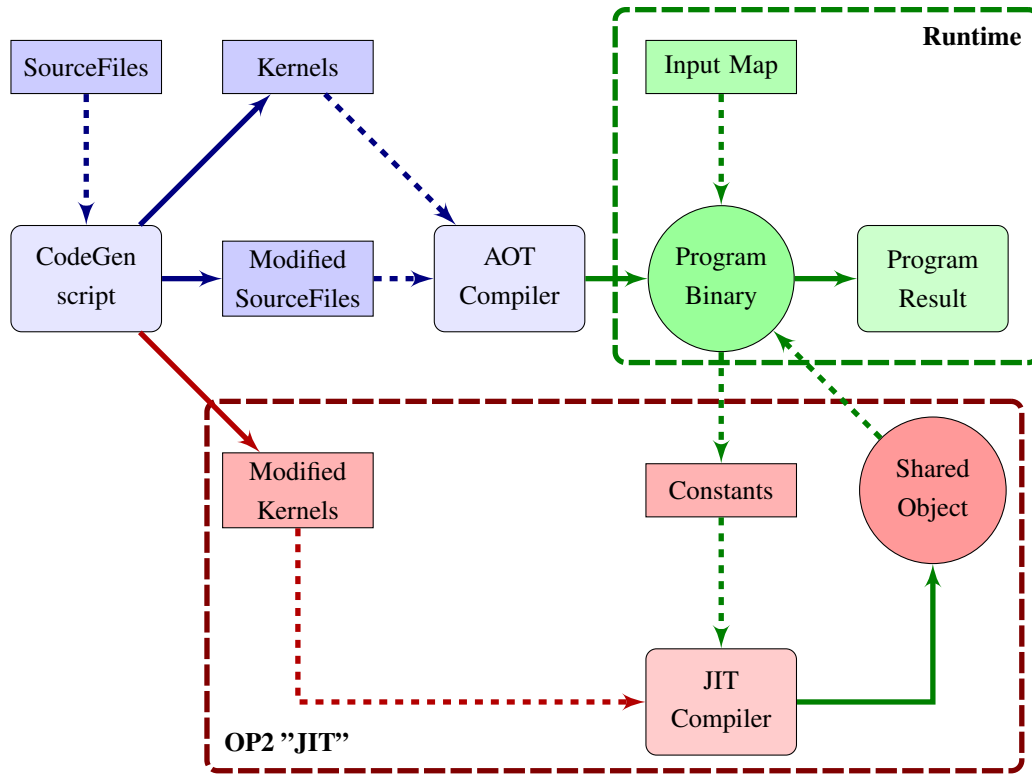 Runtime
SourceFiles
Kernels
Input Map
CodeGen
script
Modified
SourceFiles
AOT
Compiler
Program
Binary
Program
Result
Modified
Kernels
Constants
Shared
Object
JIT
Compiler
OP2 ”JIT”